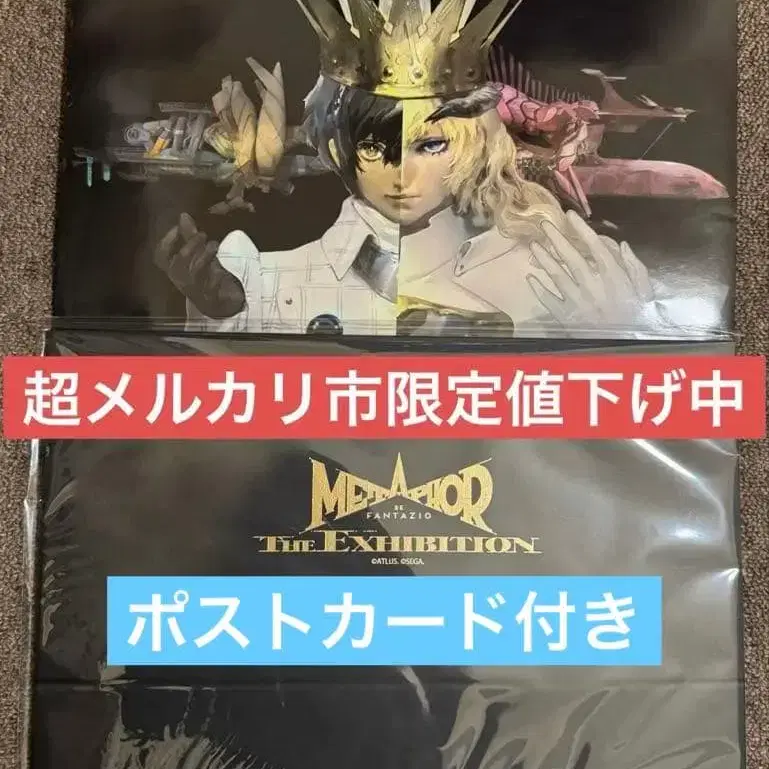 超メルカリ市限定値下げ中
METAPHOR
RE
FANTAZIO
THE EXHIBITION
©ATLUS. ©SEGA.
ポストカード付き